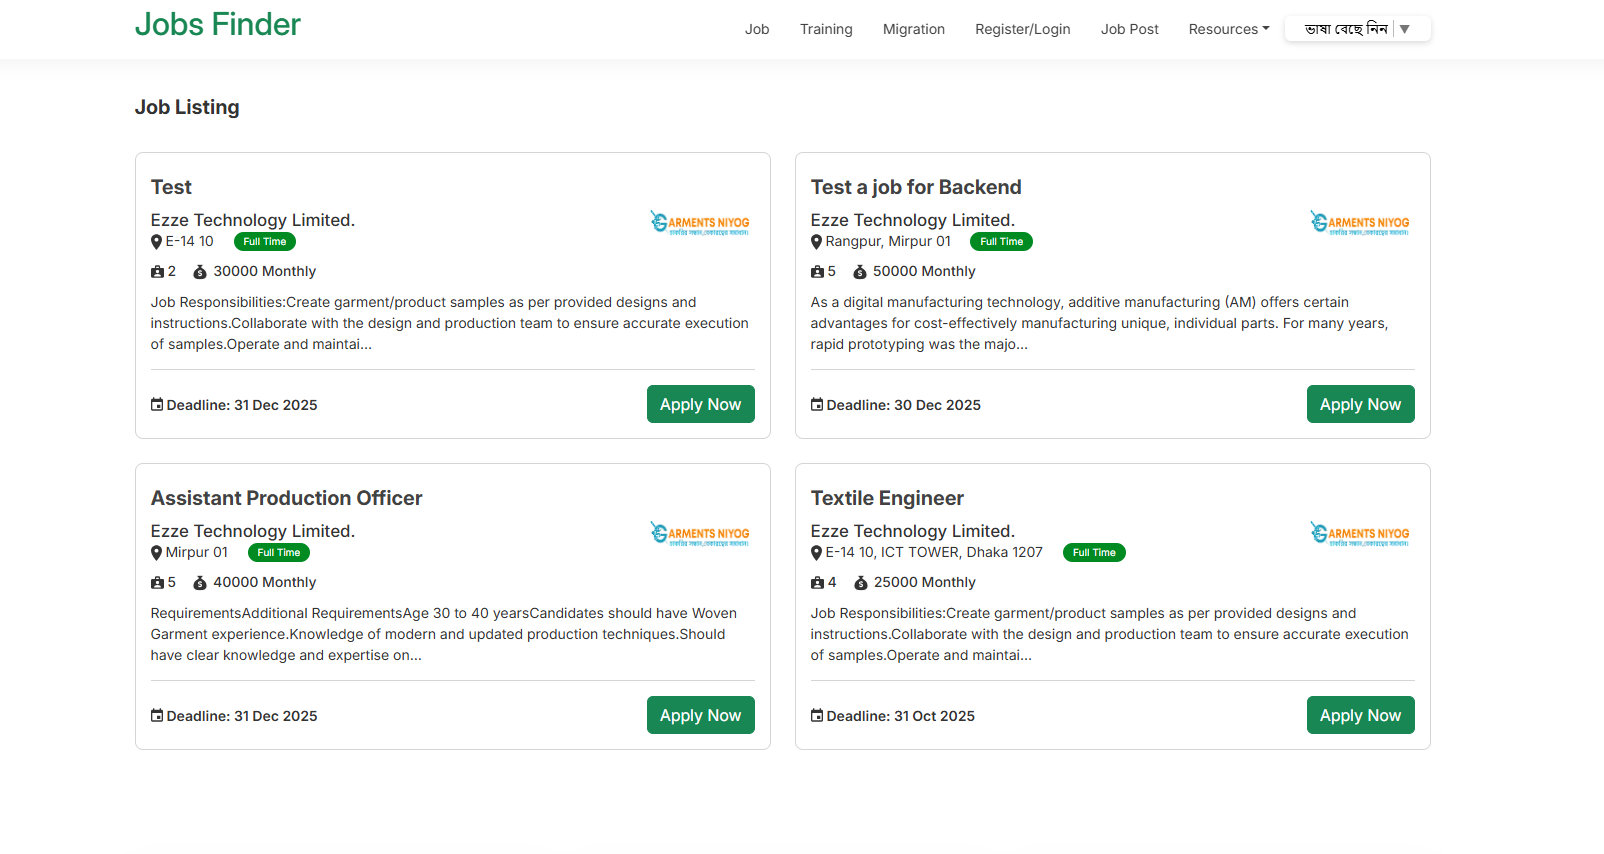 Jobs Finder
Job Training Migration Register/Login Job Post Resources ভাষা বেছে নিন ▼
Job Listing
Test
Ezze Technology Limited.
GARMENTS NIYOG
E-14 10 Full Time
2 30000 Monthly
Job Responsibilities:Create garment/product samples as per provided designs and
instructions.Collaborate with the design and production team to ensure accurate execution
of samples.Operate and maintai...
Deadline: 31 Dec 2025 Apply Now
Test a job for Backend
Ezze Technology Limited.
GARMENTS NIYOG
Rangpur, Mirpur 01 Full Time
5 50000 Monthly
As a digital manufacturing technology, additive manufacturing (AM) offers certain
advantages for cost-effectively manufacturing unique, individual parts. For many years,
rapid prototyping was the majo...
Deadline: 30 Dec 2025 Apply Now
Assistant Production Officer
Ezze Technology Limited.
GARMENTS NIYOG
Mirpur 01 Full Time
5 40000 Monthly
RequirementsAdditional RequirementsAge 30 to 40 yearsCandidates should have Woven
Garment experience.Knowledge of modern and updated production techniques.Should
have clear knowledge and expertise on...
Deadline: 31 Dec 2025 Apply Now
Textile Engineer
Ezze Technology Limited.
GARMENTS NIYOG
E-14 10, ICT TOWER, Dhaka 1207 Full Time
4 25000 Monthly
Job Responsibilities:Create garment/product samples as per provided designs and
instructions.Collaborate with the design and production team to ensure accurate execution
of samples.Operate and maintai...
Deadline: 31 Oct 2025 Apply Now